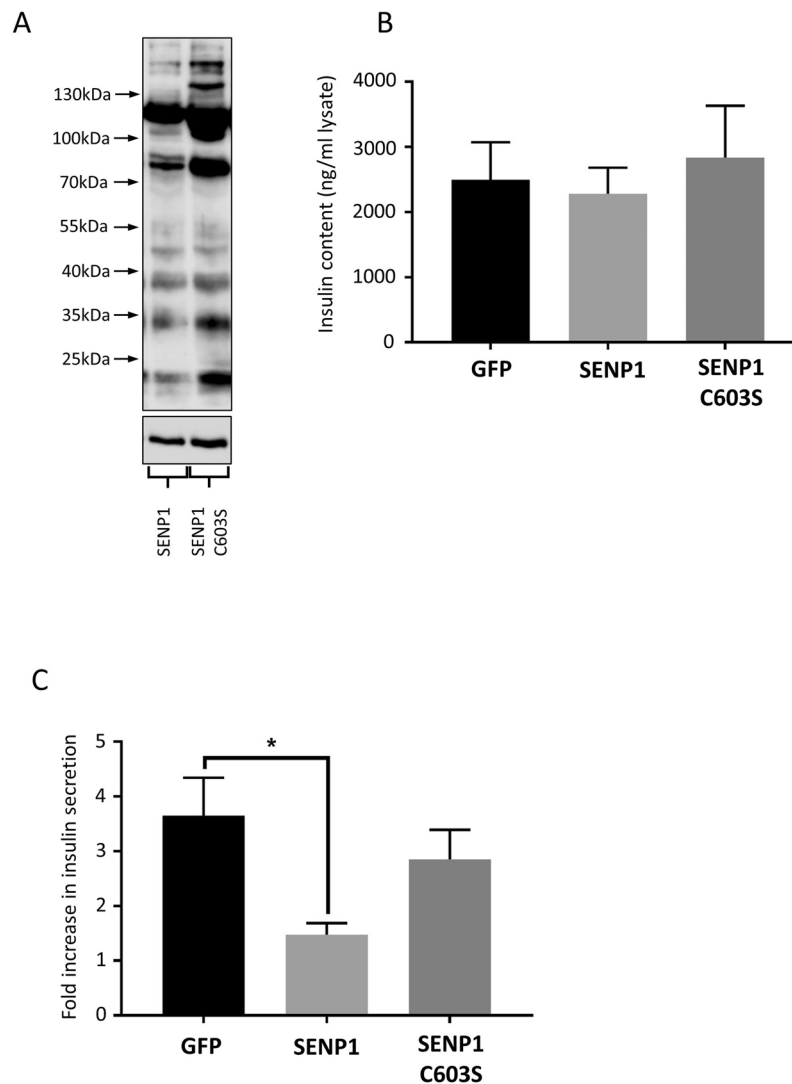 A
130kDa
100kDa
70kDa
55kDa
40kDa
35kDa
25kDa
SENP1
SENP1
C603S
B
Insulin content (ng/ml lysate)
4000
3000
2000
1000
0
GFP
SENP1
SENP1
C603S
C
Fold increase in insulin secretion
5
4
3
2
1
0
*
GFP
SENP1
SENP1
C603S